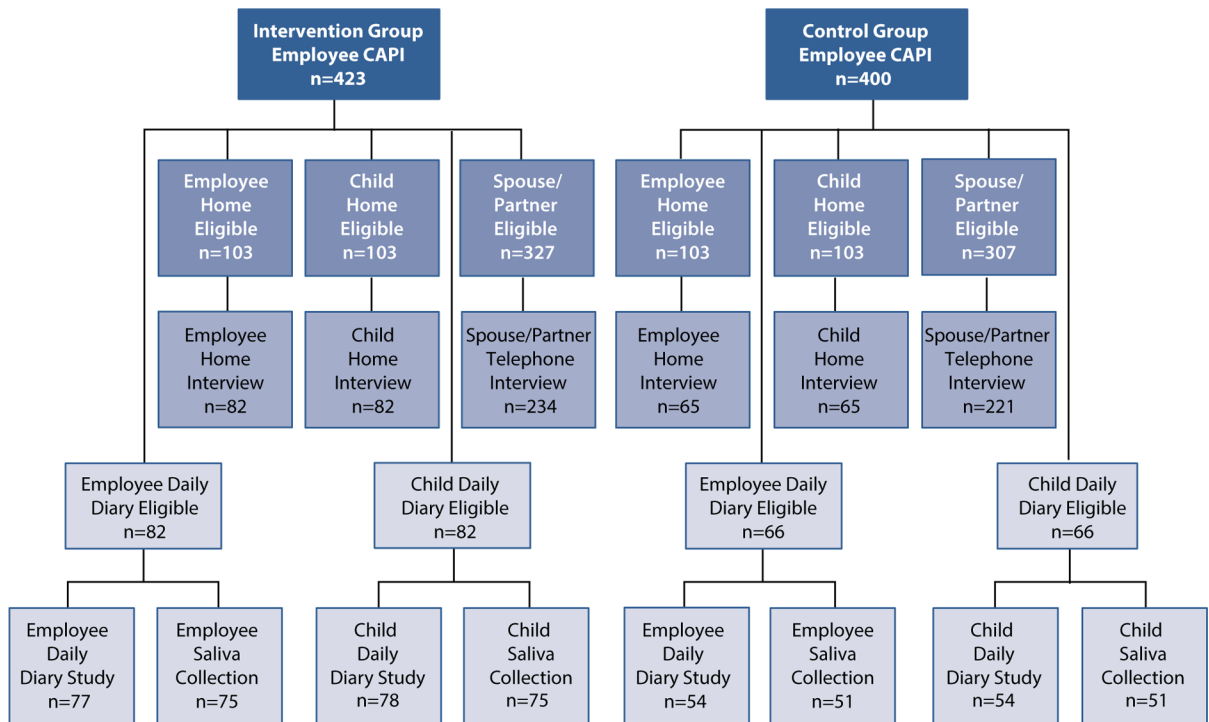 Intervention Group
Employee CAPI
n=423
Control Group
Employee CAPI
n=400
Employee
Home
Eligible
n=103
Child
Home
Eligible
n=103
Spouse/
Partner
Eligible
n=327
Employee
Home
Eligible
n=103
Child
Home
Eligible
n=103
Spouse/
Partner
Eligible
n=307
Employee
Home
Interview
n=82
Child
Home
Interview
n=82
Spouse/Partner
Telephone
Interview
n=234
Employee
Home
Interview
n=65
Child
Home
Interview
n=65
Spouse/Partner
Telephone
Interview
n=221
Employee Daily
Diary Eligible
n=82
Child Daily
Diary Eligible
n=82
Employee Daily
Diary Eligible
n=66
Child Daily
Diary Eligible
n=66
Employee
Daily
Diary Study
n=77
Employee
Saliva
Collection
n=75
Child
Daily
Diary Study
n=78
Child
Saliva
Collection
n=75
Employee
Daily
Diary Study
n=54
Employee
Saliva
Collection
n=51
Child
Daily
Diary Study
n=54
Child
Saliva
Collection
n=51